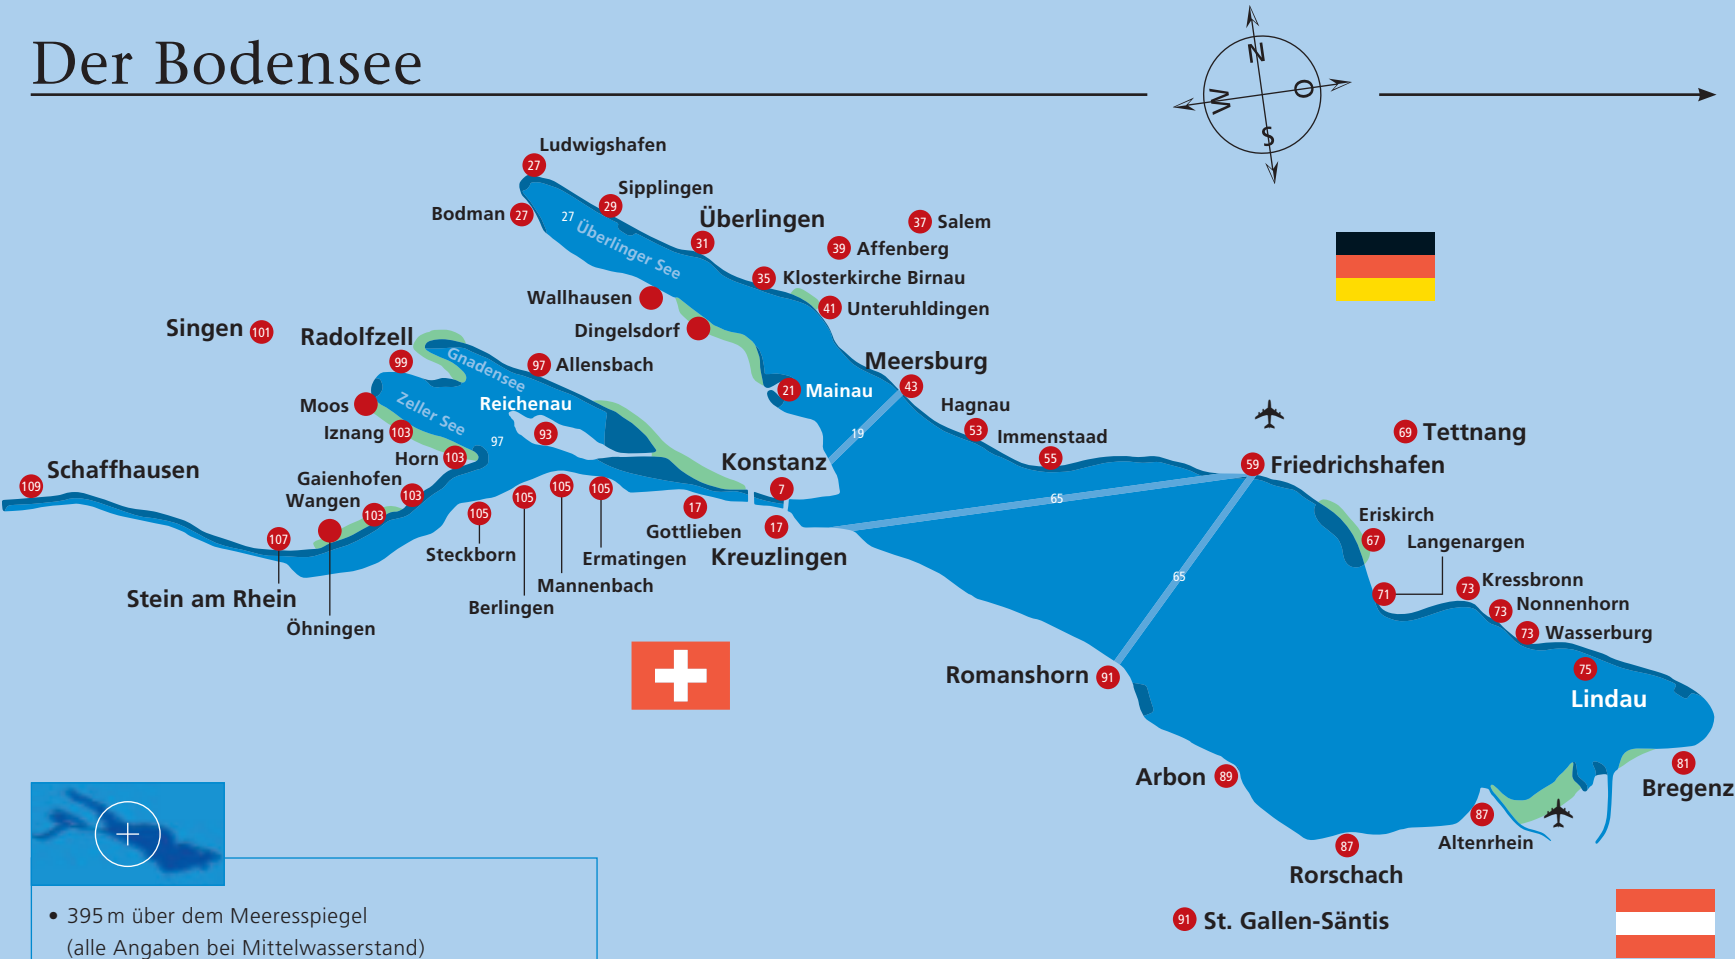 Der Bodensee
N
W
O
S
Ludwigshafen
27
Sipplingen
29
Bodman 27
27
Überlinger See
Überlingen
31
37 Salem
39 Affenberg
35 Klosterkirche Birnau
Wallhausen
41 Unteruhldingen
Dingelsdorf
Singen 101
Radolfzell
99
Gnadensee
97 Allensbach
Meersburg
43
21 Mainau
Moos
Zeller See
Reichenau
Iznang 103
93
97
19
Hagnau
53
Immenstaad
55
69 Tettnang
Horn 103
Konstanz
7
59 Friedrichshafen
Schaffhausen
109
Gaienhofen
103
Wangen
103
105
105
105
105
17
Gottlieben
17
Kreuzlingen
65
Eriskirch
67
Langenargen
107
Steckborn
Ermatingen
Mannenbach
Berlingen
Stein am Rhein
Öhningen
65
71
73
Kressbronn
73
Nonnenhorn
73 Wasserburg
75
Lindau
Romanshorn 91
Arbon 89
81
Bregenz
87
Altenrhein
87
Rorschach
91 St. Gallen-Säntis
• 395 m über dem Meeresspiegel
(alle Angaben bei Mittelwasserstand)